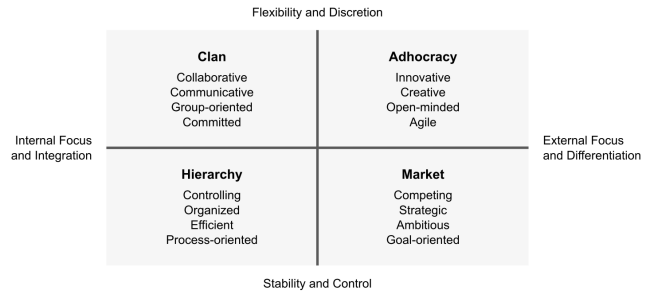 Flexibility and Discretion
Clan
Collaborative
Communicative
Group-oriented
Committed
Adhocracy
Innovative
Creative
Open-minded
Agile
Internal Focus
and Integration
External Focus
and Differentiation
Hierarchy
Controlling
Organized
Efficient
Process-oriented
Market
Competing
Strategic
Ambitious
Goal-oriented
Stability and Control